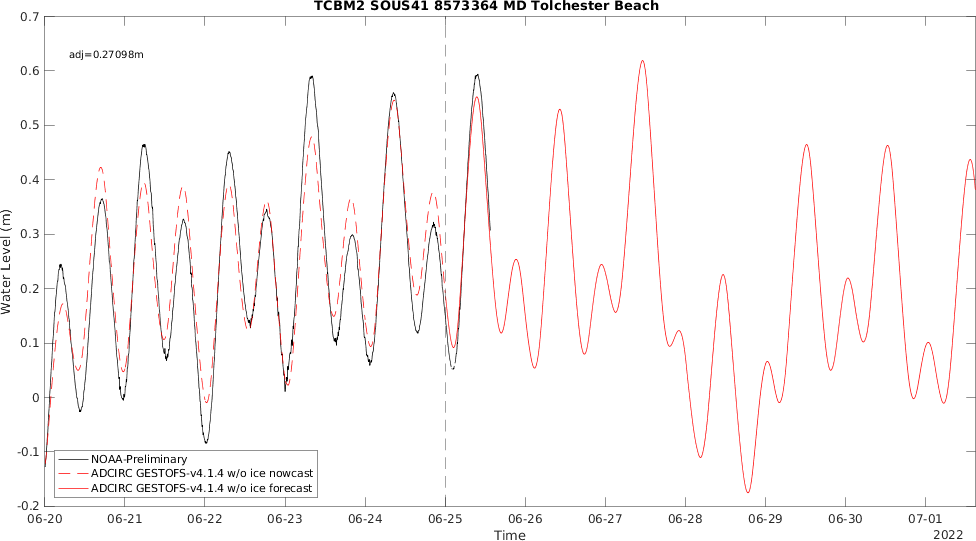 TCBM2 SOUS41 8573364 MD Tolchester Beach
adj=0.27098m
0.7
0.6
0.5
0.4
0.3
0.2
0.1
0
-0.1
-0.2
Water Level (m)
NOAA-Preliminary
ADCIRC GESTOFS-v4.1.4 w/o ice nowcast
ADCIRC GESTOFS-v4.1.4 w/o ice forecast
06-20 06-21 06-22 06-23 06-24 06-25 06-26 06-27 06-28 06-29 06-30 07-01
Time
2022